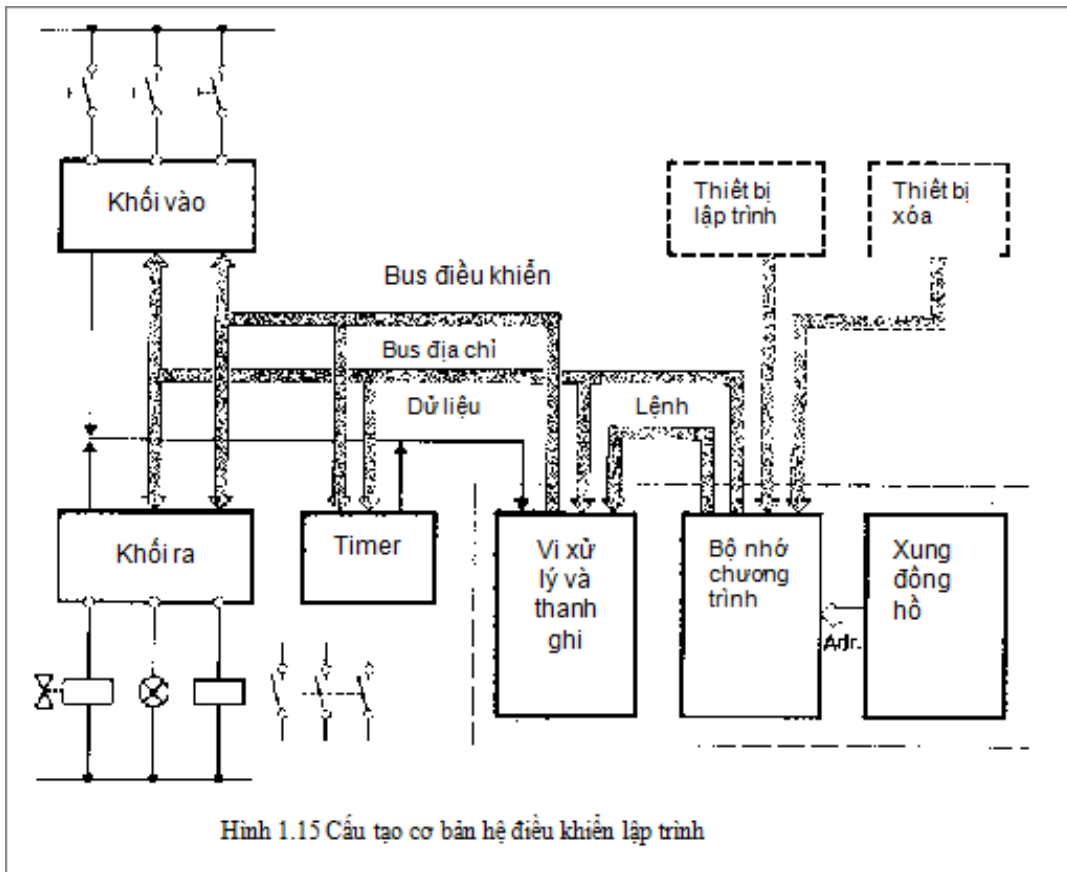 Khối vào
Thiết bị
lập trình
Thiết bị
xóa
Bus điều khiển
Bus địa chỉ
Dử liệu
Lệnh
Khối ra
Timer
Vi xử
lý và
thanh
ghi
Bộ nhớ
chương
trình
Xung
đông
hồ
Adr.
Hình 1.15 Cấu tạo cơ bản hệ điều khiển lập trình